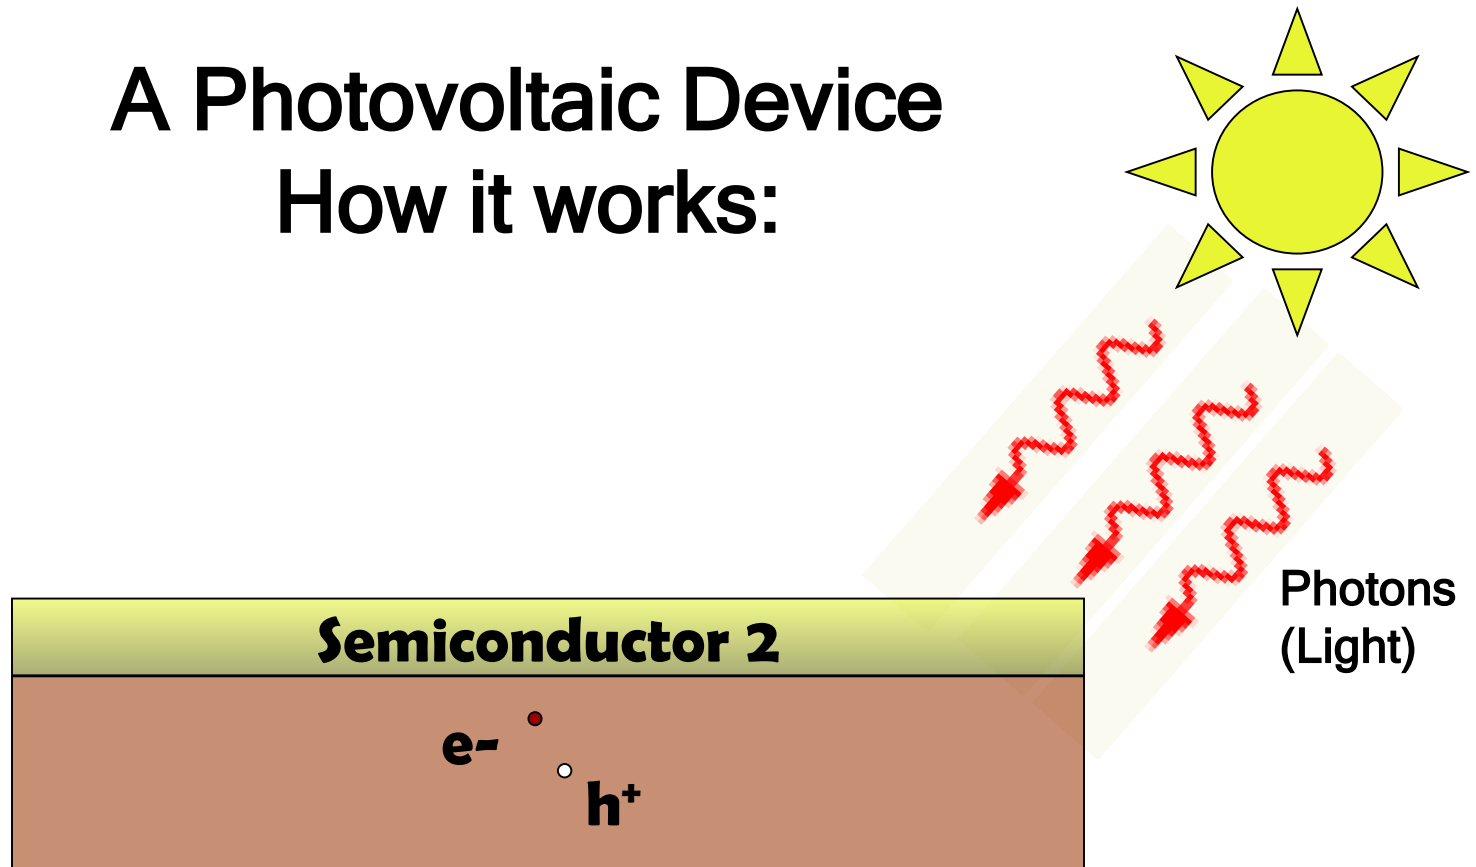 A Photovoltaic Device
How it works:
Photons
(Light)
Semiconductor 2
e-
h⁺